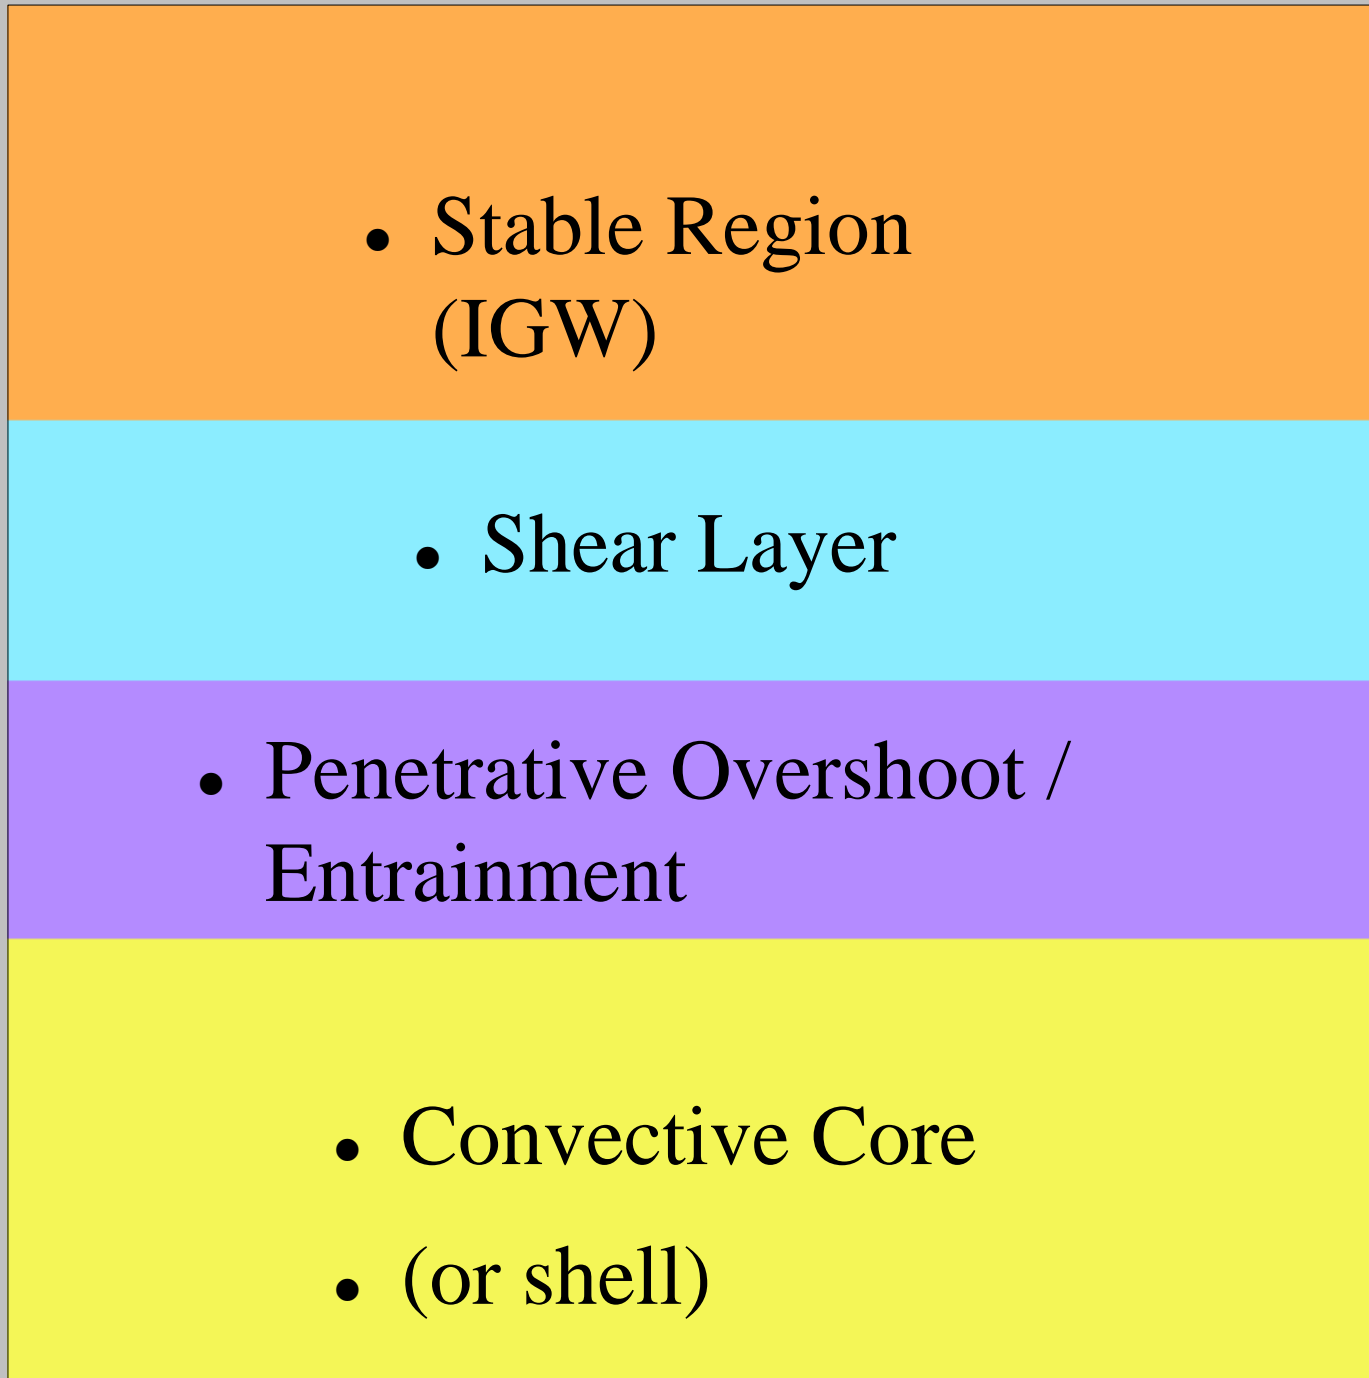 • Stable Region
(IGW)
• Shear Layer
• Penetrative Overshoot /
Entrainment
• Convective Core
• (or shell)